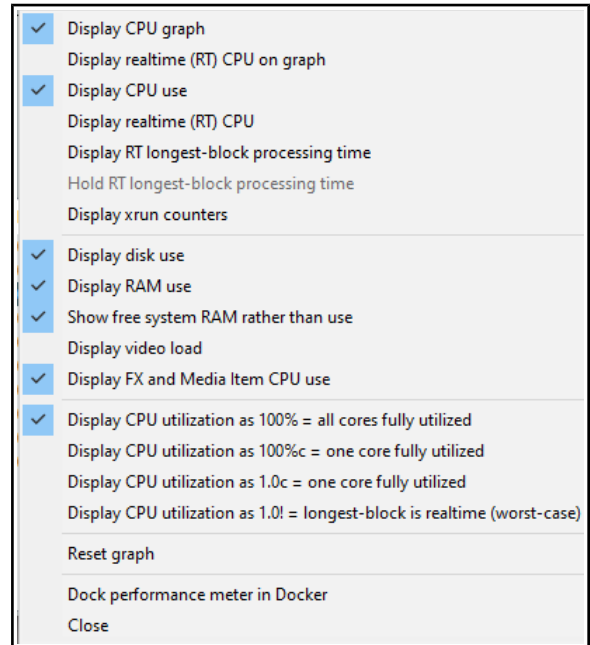 Display CPU graph
Display realtime (RT) CPU on graph
Display CPU use
Display realtime (RT) CPU
Display RT longest-block processing time
Hold RT longest-block processing time
Display xrun counters
Display disk use
Display RAM use
Show free system RAM rather than use
Display video load
Display FX and Media Item CPU use
Display CPU utilization as 100% = all cores fully utilized
Display CPU utilization as 100%c = one core fully utilized
Display CPU utilization as 1.0c = one core fully utilized
Display CPU utilization as 1.0! = longest-block is realtime (worst-case)
Reset graph
Dock performance meter in Docker
Close